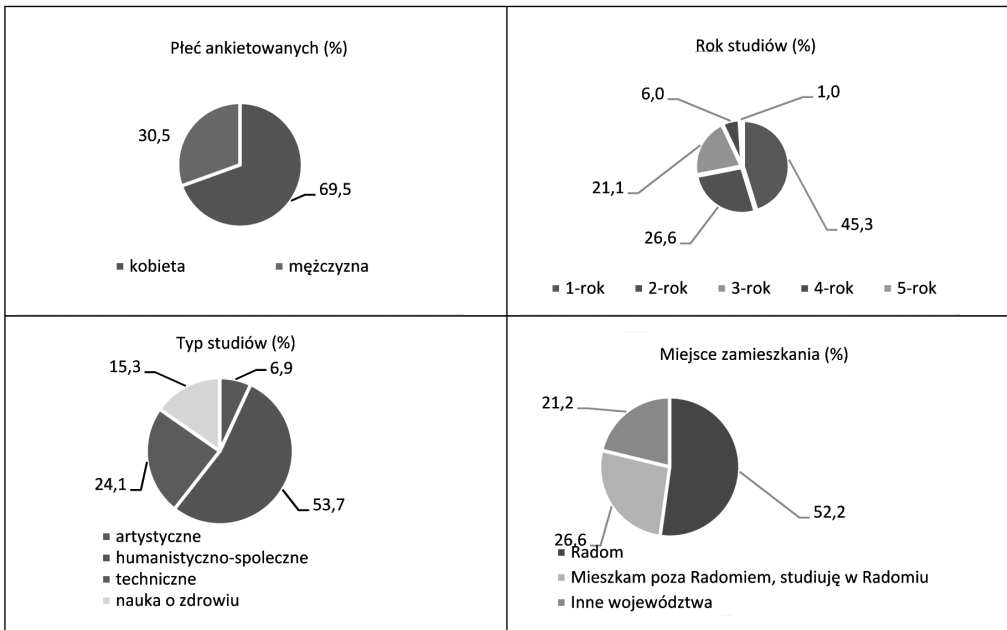 Płeć ankietowanych (%)
30,5
69,5
kobieta mężczyzna
Rok studiów (%)
6,0 1,0
21,1
26,6 45,3
1-rok 2-rok 3-rok 4-rok 5-rok
Typ studiów (%)
15,3 6,9
24,1 53,7
artystyczne
humanistyczno-społeczne
techniczne
nauka o zdrowiu
Miejsce zamieszkania (%)
21,2
52,2
26,6
Radom
Mieszkam poza Radomiem, studiuję w Radomiu
Inne województwa